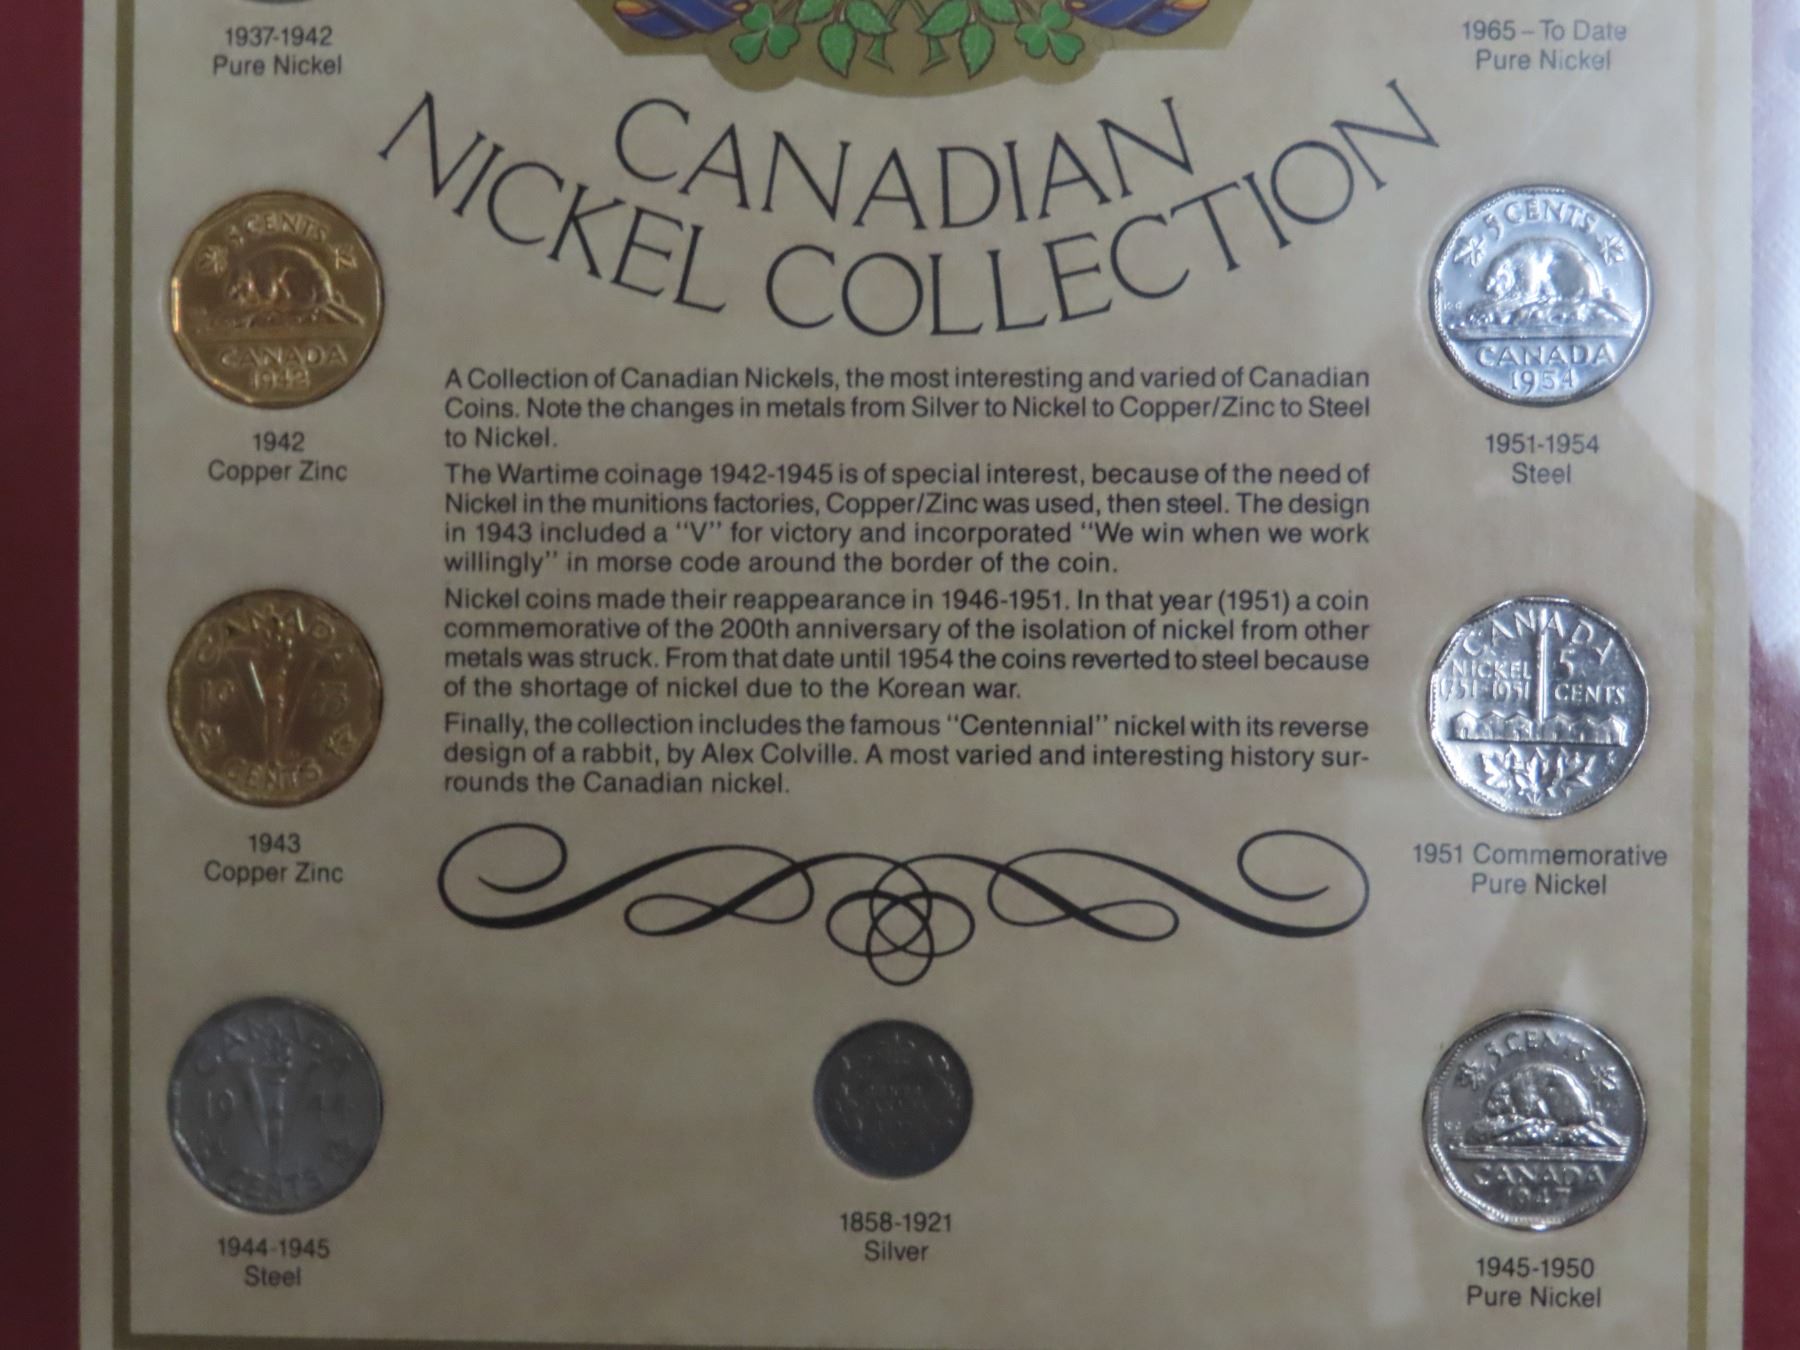 1937-1942
Pure Nickel
1965 – To Date
Pure Nickel
CANADIAN
NICKEL COLLECTION
5 CENTS
CANADA
1942
1942
Copper Zinc
5 CENTS
CANADA
1954
1951-1954
Steel
A Collection of Canadian Nickels, the most interesting and varied of Canadian
Coins. Note the changes in metals from Silver to Nickel to Copper/Zinc to Steel
to Nickel.
The Wartime coinage 1942-1945 is of special interest, because of the need of
Nickel in the munitions factories, Copper/Zinc was used, then steel. The design
in 1943 included a "V" for victory and incorporated "We win when we work
willingly" in morse code around the border of the coin.
Nickel coins made their reappearance in 1946-1951. In that year (1951) a coin
commemorative of the 200th anniversary of the isolation of nickel from other
metals was struck. From that date until 1954 the coins reverted to steel because
of the shortage of nickel due to the Korean war.
Finally, the collection includes the famous "Centennial" nickel with its reverse
design of a rabbit, by Alex Colville. A most varied and interesting history sur-
rounds the Canadian nickel.
CANADA
19 43
CENTS
1943
Copper Zinc
CANADA
NICKEL 5
1751-1951 CENTS
1951 Commemorative
Pure Nickel
CANADA
19 44
CENTS
1944-1945
Steel
1858-1921
Silver
5 CENTS
CANADA
1947
1945-1950
Pure Nickel